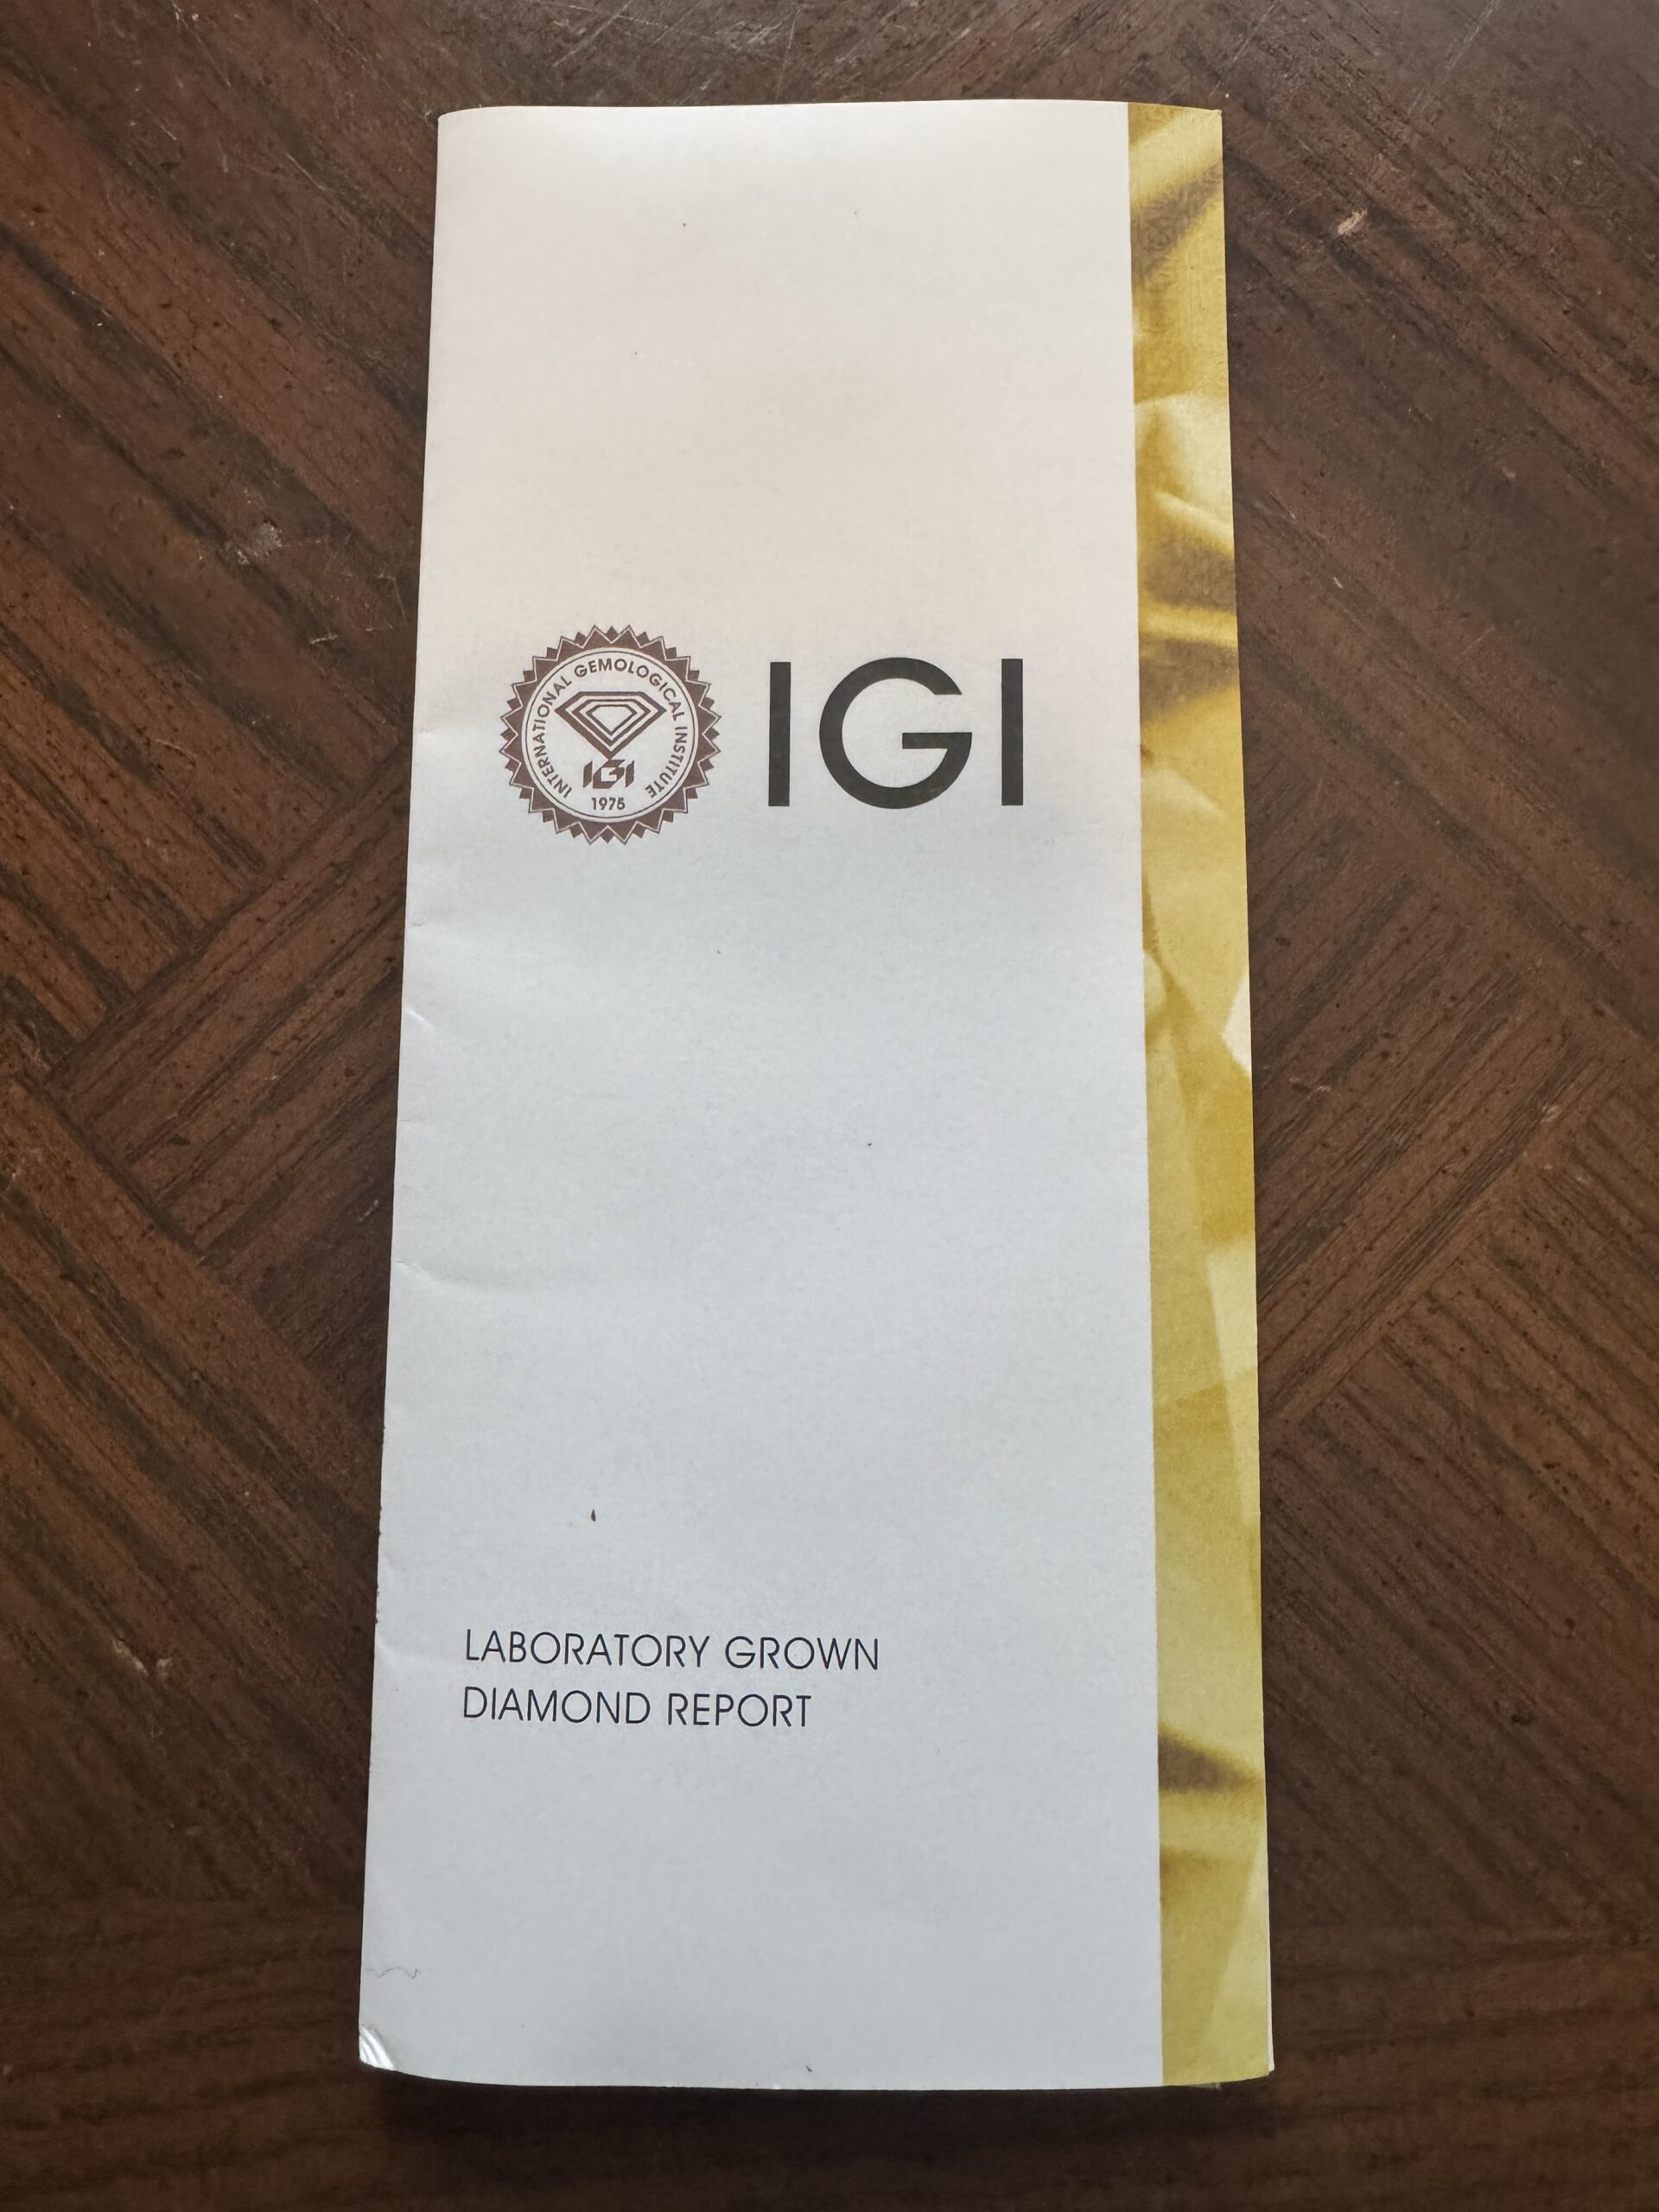 INTERNATIONAL GEMOLOGICAL INSTITUTE
IGI
1975
IGI
LABORATORY GROWN
DIAMOND REPORT